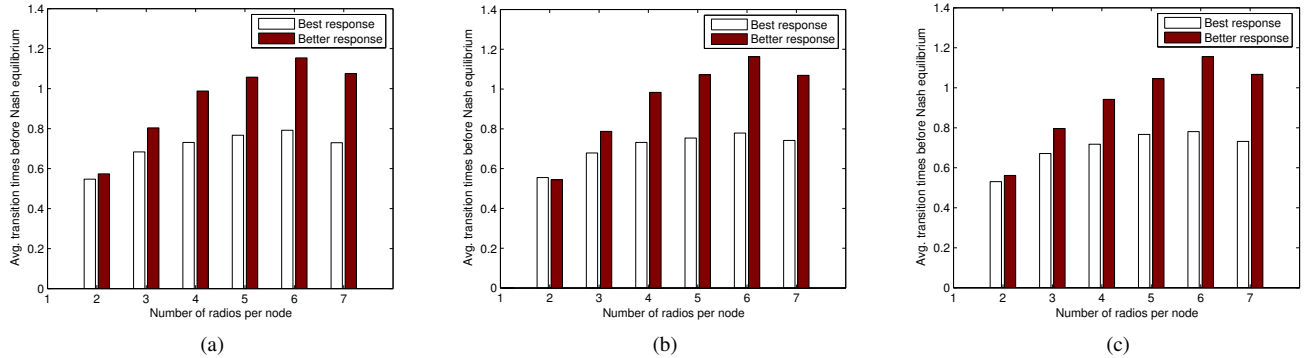 Avg. transition times before Nash equilibrium
1.4
1.2
1
0.8
0.6
0.4
0.2
0
Best response
Better response
1 2 3 4 5 6 7
Number of radios per node
(a)
Avg. transition times before Nash equilibrium
1.4
1.2
1
0.8
0.6
0.4
0.2
0
Best response
Better response
1 2 3 4 5 6 7
Number of radios per node
(b)
Avg. transition times before Nash equilibrium
1.4
1.2
1
0.8
0.6
0.4
0.2
0
Best response
Better response
1 2 3 4 5 6 7
Number of radios per node
(c)